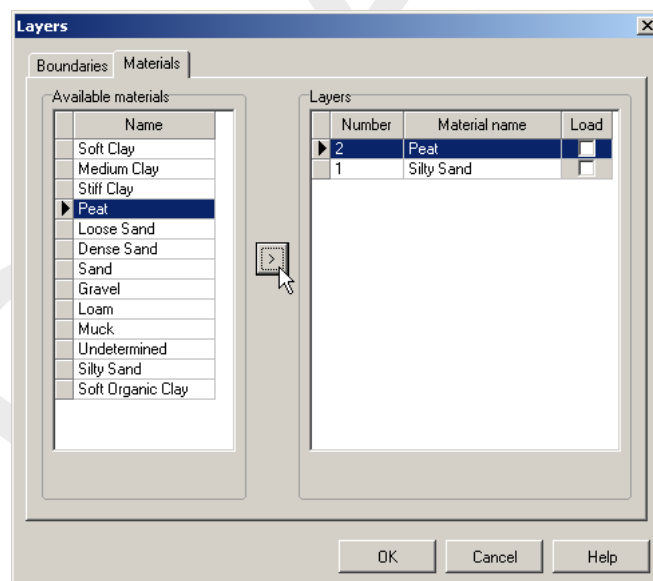 Layers
Boundaries Materials
Available materials
Name
Soft Clay
Medium Clay
Stiff Clay
Peat
Loose Sand
Dense Sand
Sand
Gravel
Loam
Muck
Undetermined
Silty Sand
Soft Organic Clay
>
Layers
Number Material name Load
2 Peat
1 Silty Sand
OK Cancel Help